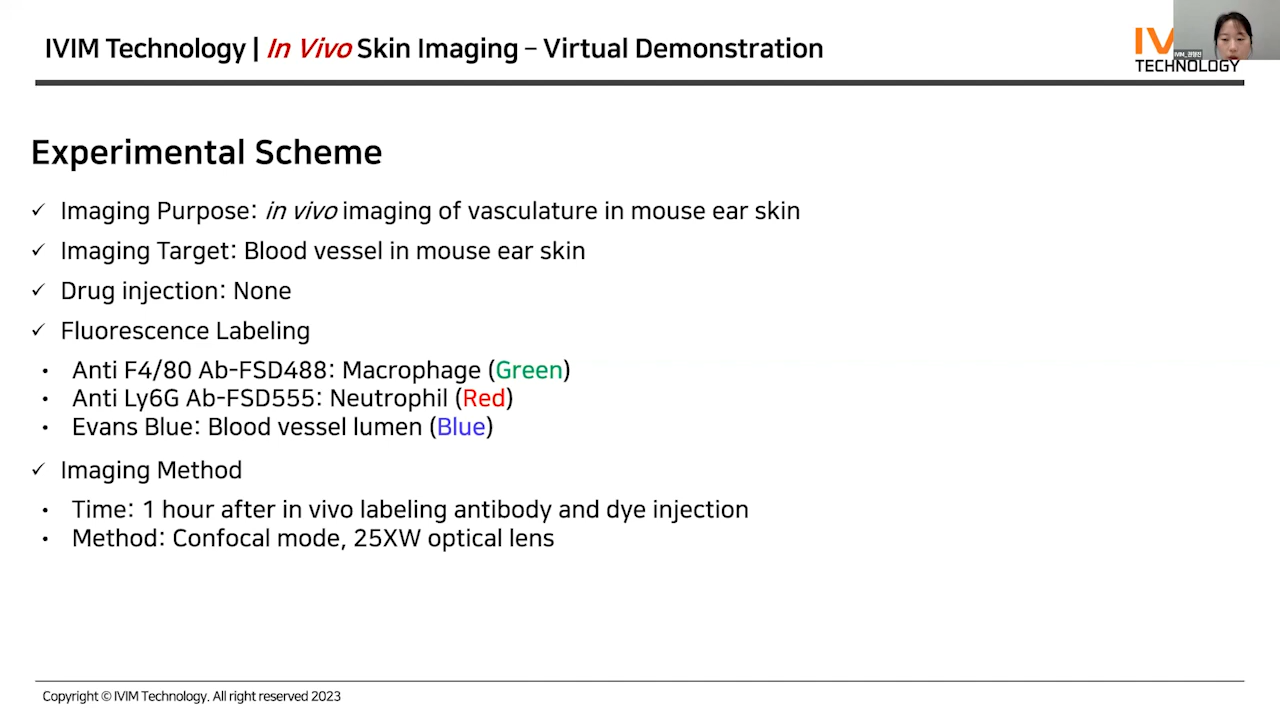 IVIM Technology | In Vivo Skin Imaging – Virtual Demonstration
IV
TECHNOLOGY
Experimental Scheme
✓ Imaging Purpose: in vivo imaging of vasculature in mouse ear skin
✓ Imaging Target: Blood vessel in mouse ear skin
✓ Drug injection: None
✓ Fluorescence Labeling
• Anti F4/80 Ab-FSD488: Macrophage (Green)
• Anti Ly6G Ab-FSD555: Neutrophil (Red)
• Evans Blue: Blood vessel lumen (Blue)
✓ Imaging Method
• Time: 1 hour after in vivo labeling antibody and dye injection
• Method: Confocal mode, 25XW optical lens
Copyright © IVIM Technology. All right reserved 2023